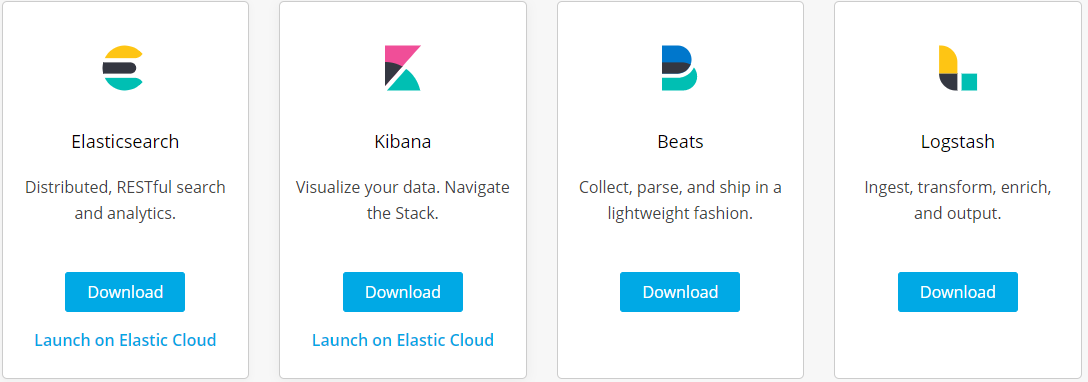 Elasticsearch
Distributed, RESTful search
and analytics.
Download
Launch on Elastic Cloud
Kibana
Visualize your data. Navigate
the Stack.
Download
Launch on Elastic Cloud
Beats
Collect, parse, and ship in a
lightweight fashion.
Download
Logstash
Ingest, transform, enrich,
and output.
Download